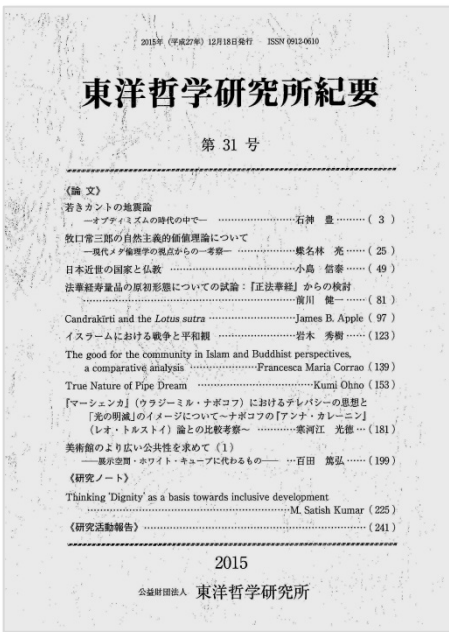 2015年（平成27年）12月18日発行 ISSN 0912-0610
東洋哲学研究所紀要
第 31 号
《論 文》
若きカントの地震論
―オプティミズムの時代の中で― ……………………石神 豊………（ 3 ）
牧口常三郎の自然主義的価値理論について
―現代メタ倫理学の視点からの一考察― ………………蝶名林 亮……（ 25 ）
日本近世の国家と仏教 ………………………………小島 信泰……（ 49 ）
法華経寿量品の原初形態についての試論：『正法華経』からの検討
………………………………………………前川 健一……（ 81 ）
Candrakīrti and the Lotus sutra ………………………James B. Apple（ 97 ）
イスラームにおける戦争と平和観 ……………………岩木 秀樹……（123）
The good for the community in Islam and Buddhist perspectives,
a comparative analysis ……………………Francesca Maria Corrao（139）
True Nature of Pipe Dream ……………………………Kumi Ohno（153）
『マーシェンカ』（ウラジーミル・ナボコフ）におけるテレパシーの思想と
「光の明滅」のイメージについて～ナボコフの『アンナ・カレーニン』
（レオ・トルストイ）論との比較考察～ …………寒河江 光徳…（181）
美術館のより広い公共性を求めて（1）
――展示空間・ホワイト・キューブに代わるもの―― …百田 篤弘……（199）
《研究ノート》
Thinking 'Dignity' as a basis towards inclusive development
………………………………………………M. Satish Kumar（225）
《研究活動報告》………………………………………………（241）
2015
公益財団法人 東洋哲学研究所